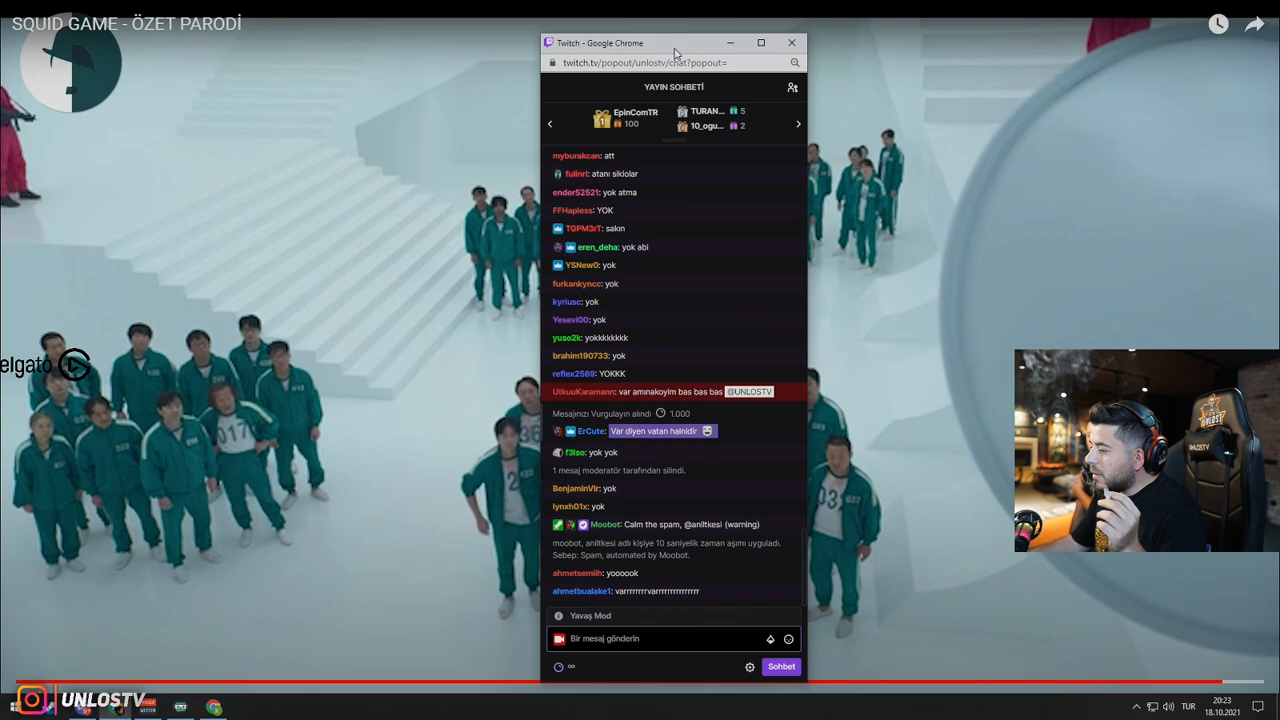 SQUID GAME - ÖZET PARODİ
Twitch - Google Chrome
twitch.tv/popout/unlostv/chat?popout=
YAYIN SOHBETİ
EpinComTR
100
TURAN... 5
10_ogu... 2
myburakcan: att
fulinrl: atanı sikiolar
ender52521: yok atma
FFHapless: YOK
TGPM3rT: sakın
eren_deha: yok abi
YSNew0: yok
furkankyncc: yok
kyriusc: yok
Yesevi00: yok
yuso2k: yokkkkkkkk
brahim190733: yok
reflex2569: YOKKK
UtkuuKaramann: var amınakoyim bas bas bas @UNLOSTV
Mesajınızı Vurgulayın alındı 1.000
ErCute: Var diyen vatan hainidir
f3lso: yok yok
1 mesaj moderatör tarafından silindi.
BenjaminVlr: yok
lynxh01x: yok
Moobot: Calm the spam, @aniltkesi (warning)
moobot, aniltkesi adlı kişiye 10 saniyelik zaman aşımı uyguladı.
Sebep: Spam, automated by Moobot.
ahmetsemiih: yoooook
ahmetbualake1: varrrrrrrrvarrrrrrrrrrrrrr
Yavaş Mod
Bir mesaj gönderin
Sohbet
elgato
017
UNLOST
UNLOSTV
UNLOSTV
TUR
20:23
18.10.2021